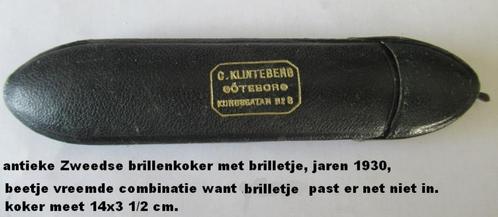 C. KLINTEBERG
GÖTEBORG
KUNGSGATAN Nº 8
antieke Zweedse brillenkoker met brilletje, jaren 1930,
beetje vreemde combinatie want brilletje past er net niet in.
koker meet 14x3 1/2 cm.